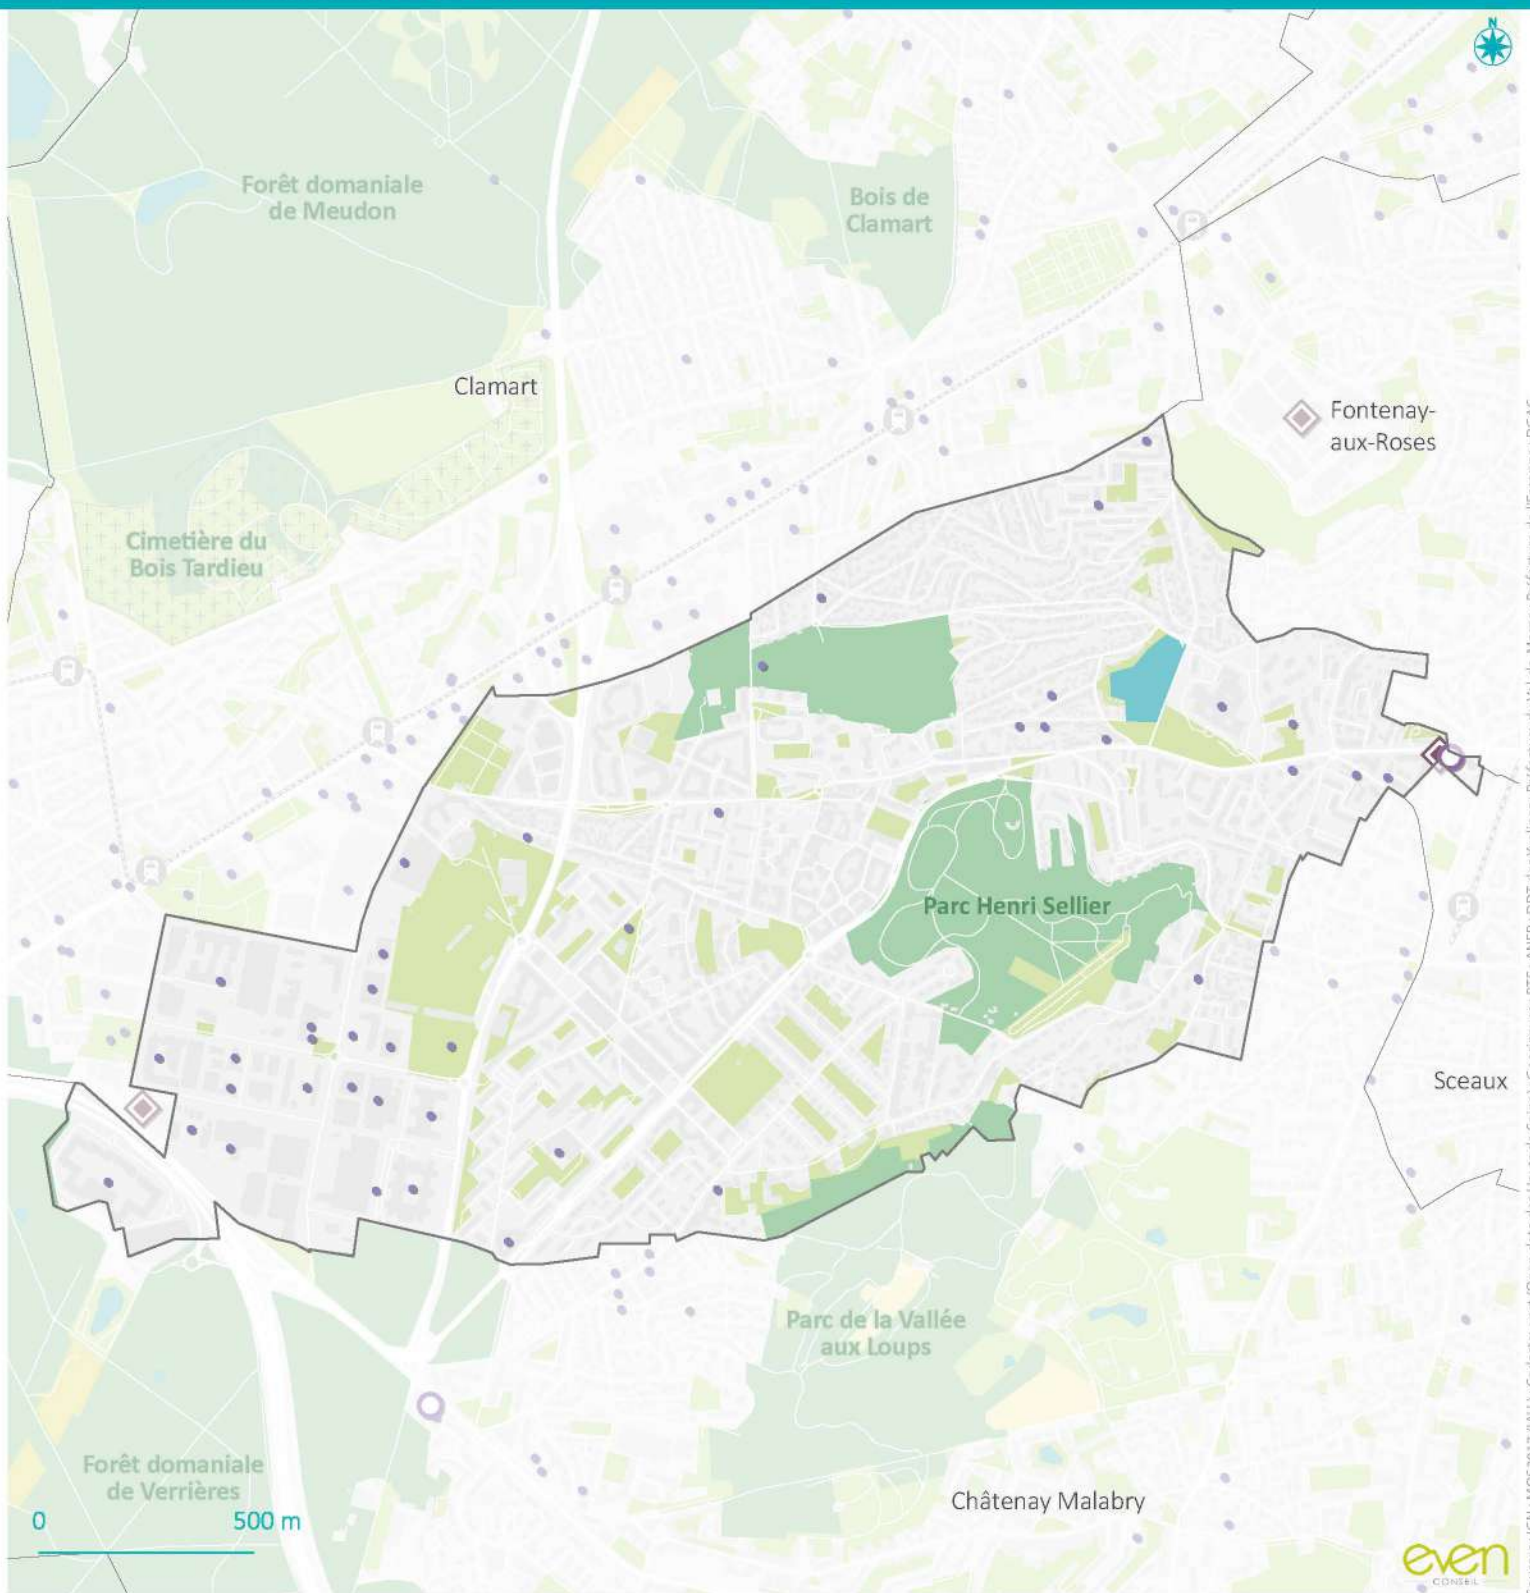 N
Forêt domaniale
de Meudon
Bois de
Clamart
Clamart
Fontenay-
aux-Roses
Cimetière du
Bois Tardieu
Parc Henri Sellier
Sceaux
Parc de la Vallée
aux Loups
Forêt domaniale
de Verrières
Châtenay Malabry
0 500 m
even
CONSEIL